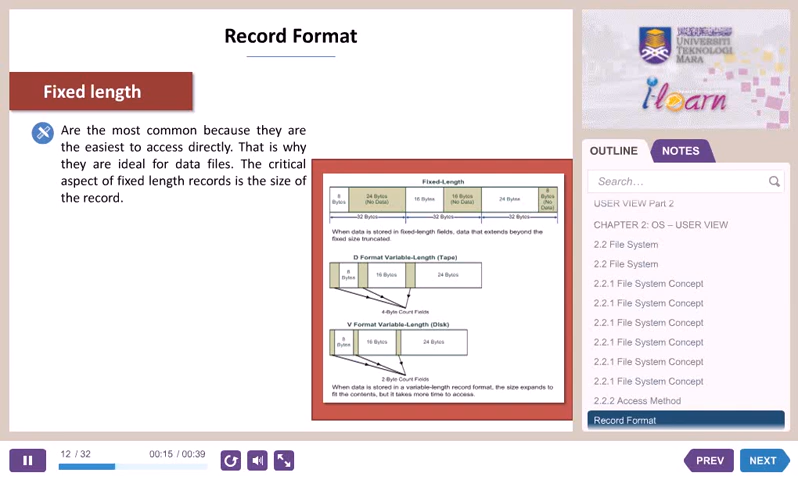 Record Format
Fixed length
Are the most common because they are
the easiest to access directly. That is why
they are ideal for data files. The critical
aspect of fixed length records is the size of
the record.
Fixed-Length
8 Bytes
24 Bytes (No Data)
16 Bytes
16 Bytes (No Data)
24 Bytes
8 Bytes (No Data)
32 Bytes
32 Bytes
32 Bytes
When data is stored in fixed-length fields, data that extends beyond the
fixed size truncated.
D Format Variable-Length (Tape)
8 Bytes
16 Bytes
24 Bytes
4-Byte Count Fields
V Format Variable-Length (Disk)
8 Bytes
16 Bytes
24 Bytes
2-Byte Count Fields
When data is stored in a variable-length record format, the size expands to
fit the contents, but it takes more time to access.
UNIVERSITI
TEKNOLOGI
MARA
i-learn
OUTLINE
NOTES
Search...
USER VIEW Part 2
CHAPTER 2: OS – USER VIEW
2.2 File System
2.2 File System
2.2.1 File System Concept
2.2.1 File System Concept
2.2.1 File System Concept
2.2.1 File System Concept
2.2.1 File System Concept
2.2.1 File System Concept
2.2.2 Access Method
Record Format
12 / 32
00:15 / 00:39
PREV
NEXT